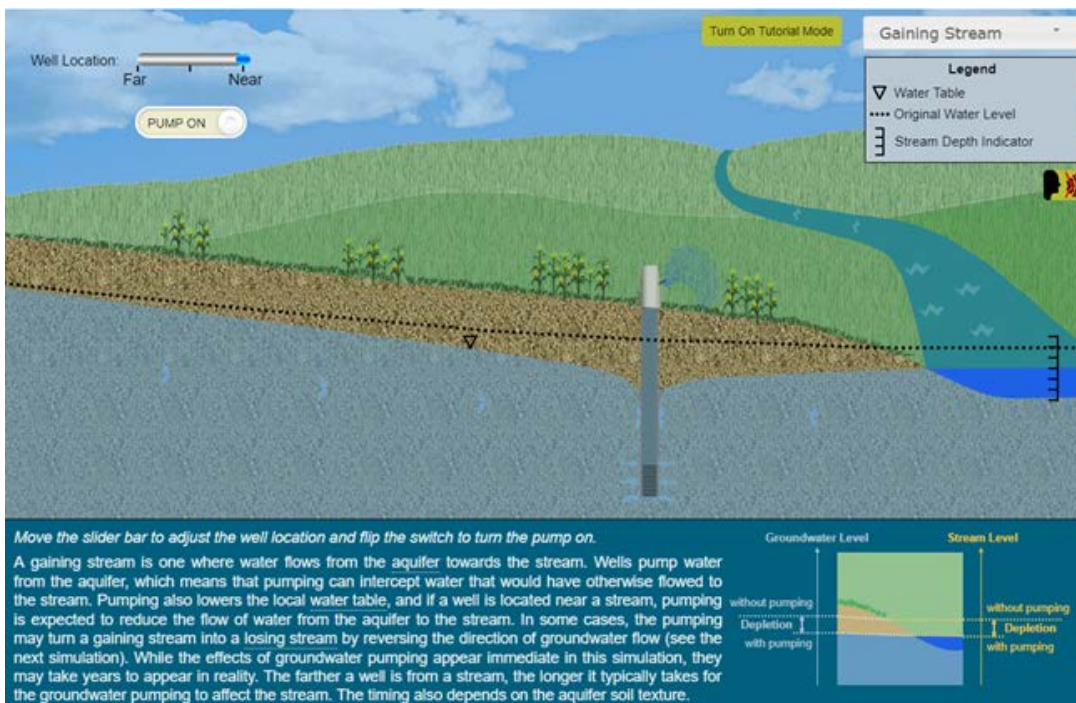 Turn On Tutorial Mode
Gaining Stream
Well Location:
Far
Near
Legend
Water Table
Original Water Level
Stream Depth Indicator
PUMP ON
Move the slider bar to adjust the well location and flip the switch to turn the pump on.
A gaining stream is one where water flows from the aquifer towards the stream. Wells pump water
from the aquifer, which means that pumping can intercept water that would have otherwise flowed to
the stream. Pumping also lowers the local water table, and if a well is located near a stream, pumping
is expected to reduce the flow of water from the aquifer to the stream. In some cases, the pumping
may turn a gaining stream into a losing stream by reversing the direction of groundwater flow (see the
next simulation). While the effects of groundwater pumping appear immediate in this simulation, they
may take years to appear in reality. The farther a well is from a stream, the longer it typically takes for
the groundwater pumping to affect the stream. The timing also depends on the aquifer soil texture.
Groundwater Level
Stream Level
without pumping
Depletion
with pumping
without pumping
Depletion
with pumping